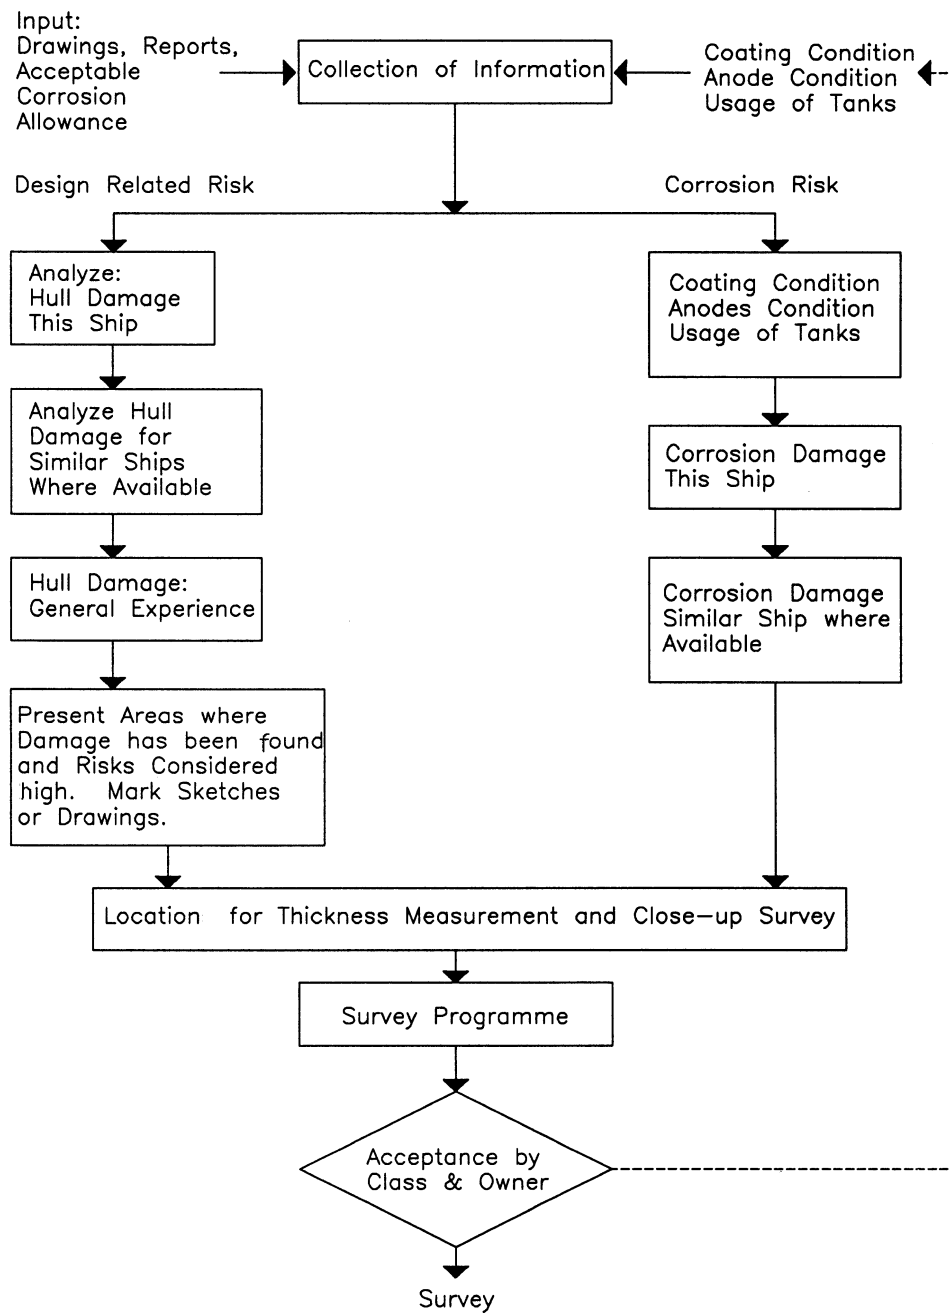 Input:
Drawings, Reports,
Acceptable
Corrosion
Allowance
Collection of Information
Coating Condition
Anode Condition
Usage of Tanks
Design Related Risk
Corrosion Risk
Analyze:
Hull Damage
This Ship
Analyze Hull
Damage for
Similar Ships
Where Available
Hull Damage:
General Experience
Present Areas where
Damage has been found
and Risks Considered
high. Mark Sketches
or Drawings.
Coating Condition
Anodes Condition
Usage of Tanks
Corrosion Damage
This Ship
Corrosion Damage
Similar Ship where
Available
Location for Thickness Measurement and Close-up Survey
Survey Programme
Acceptance by
Class & Owner
Survey